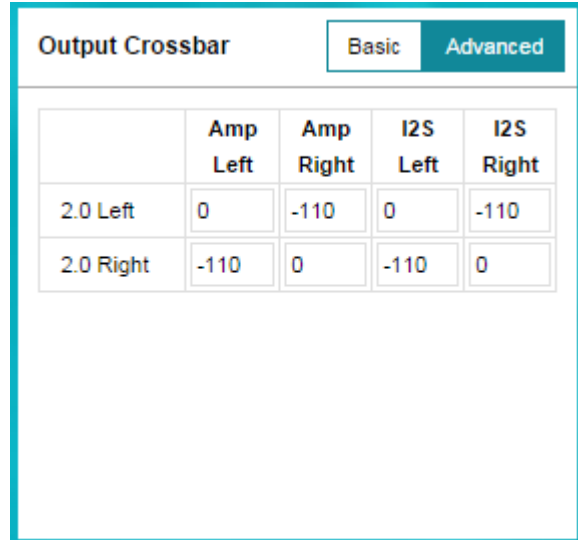 Output Crossbar Basic Advanced
Amp Left Amp Right I2S Left I2S Right
2.0 Left 0 -110 0 -110
2.0 Right -110 0 -110 0